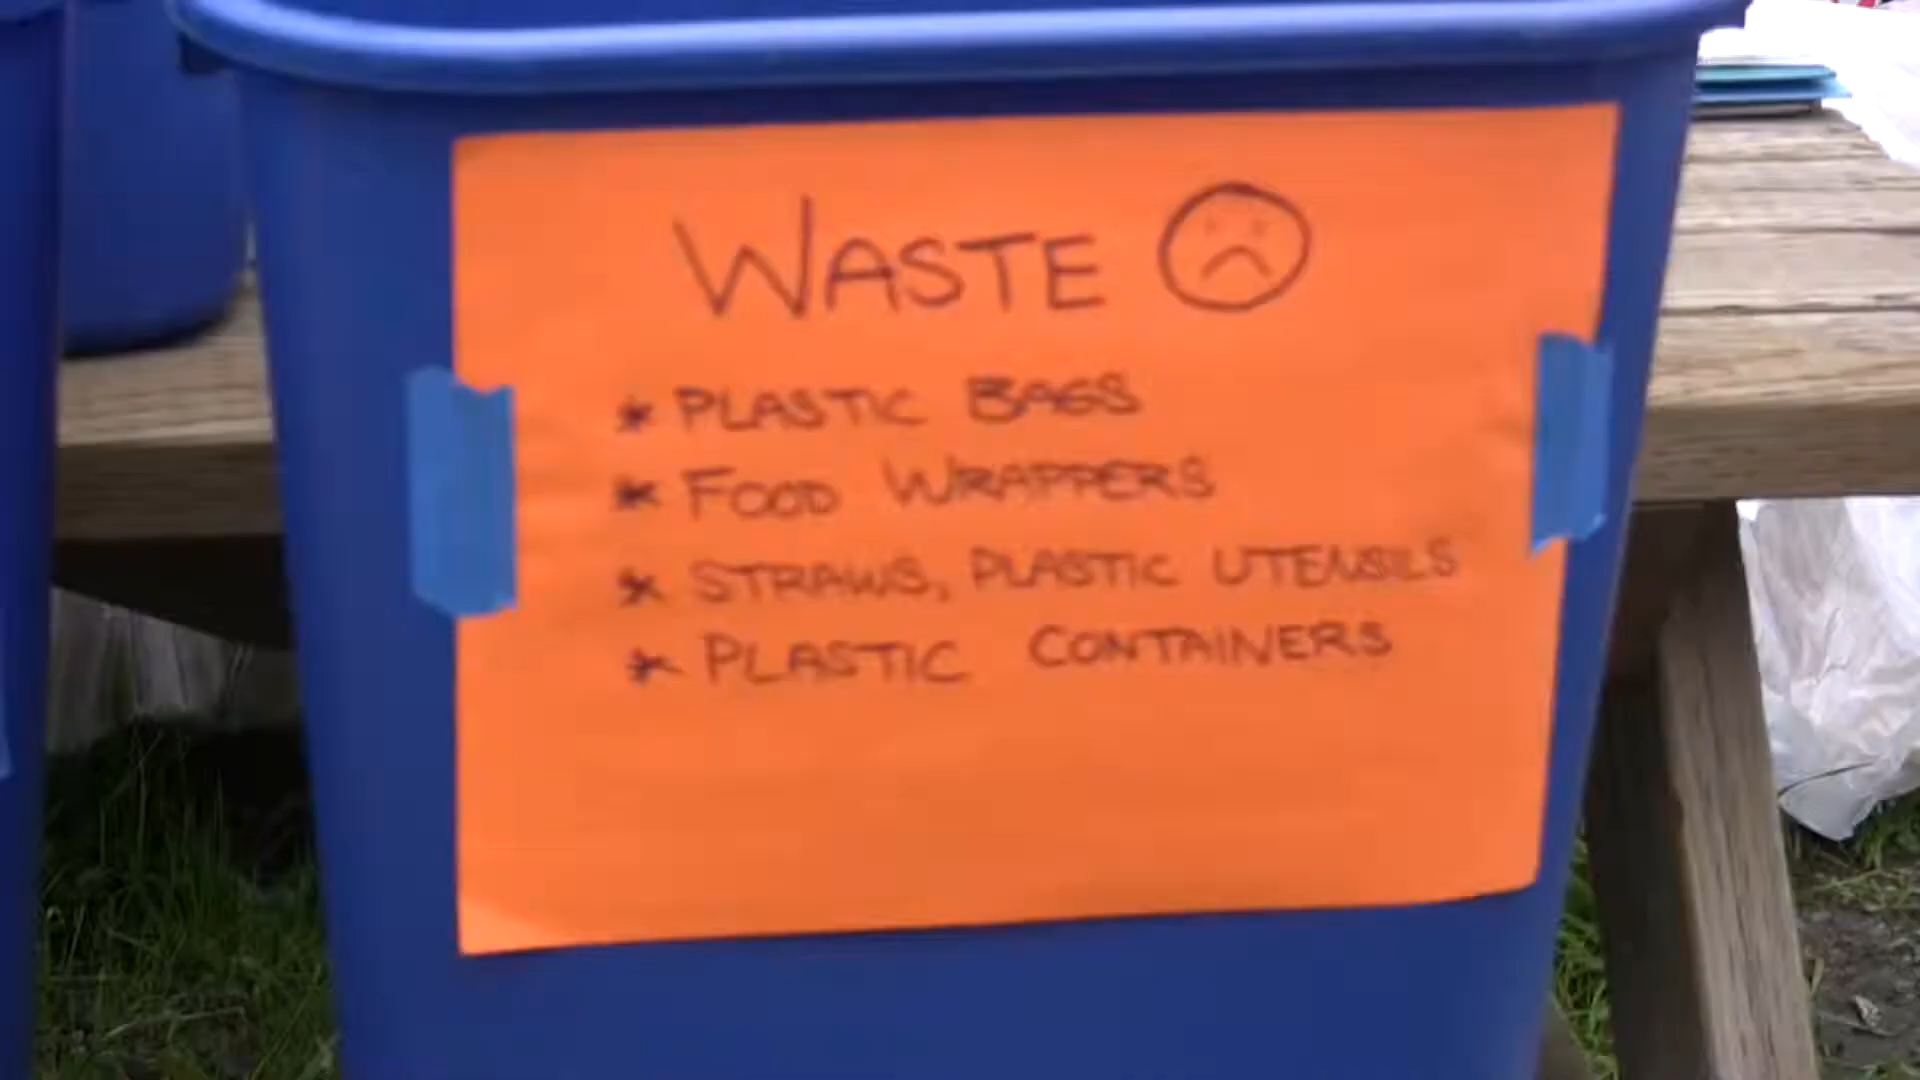 WASTE
* PLASTIC BAGS
* FOOD WRAPPERS
* STRAWS, PLASTIC UTENSILS
* PLASTIC CONTAINERS